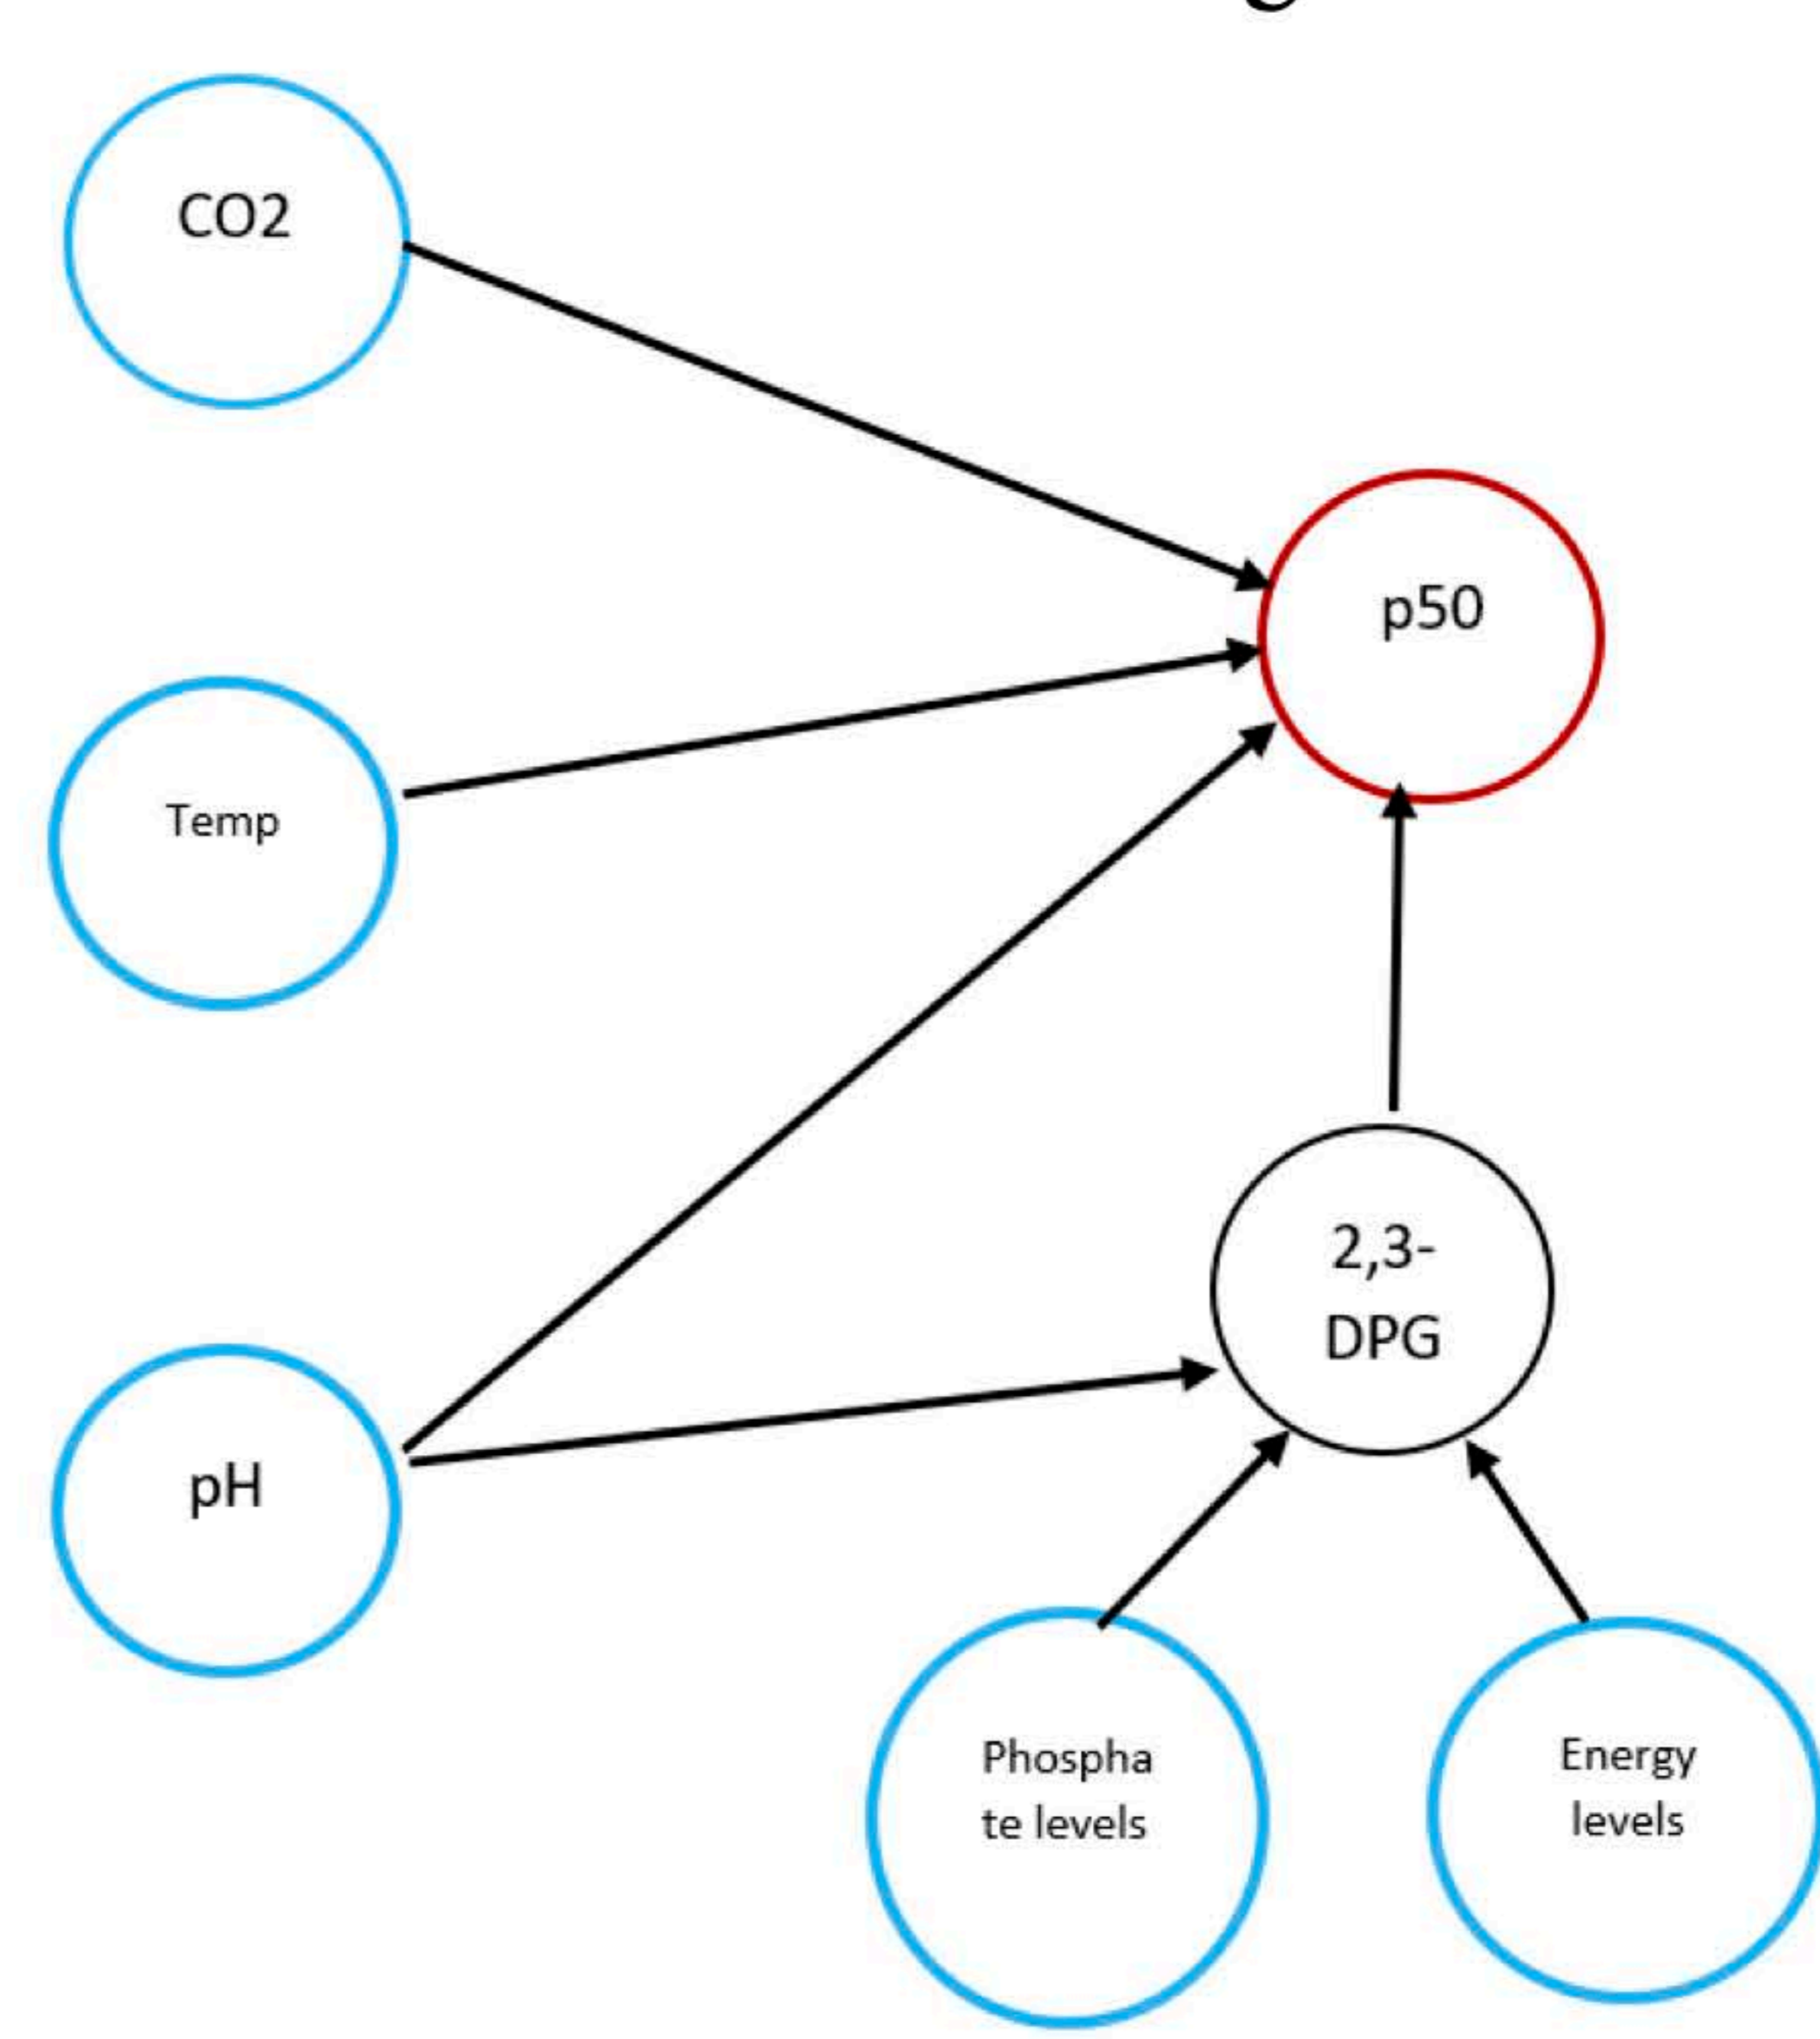 CO2
p50
Temp
2,3-
DPG
pH
Phospha
te levels
Energy
levels